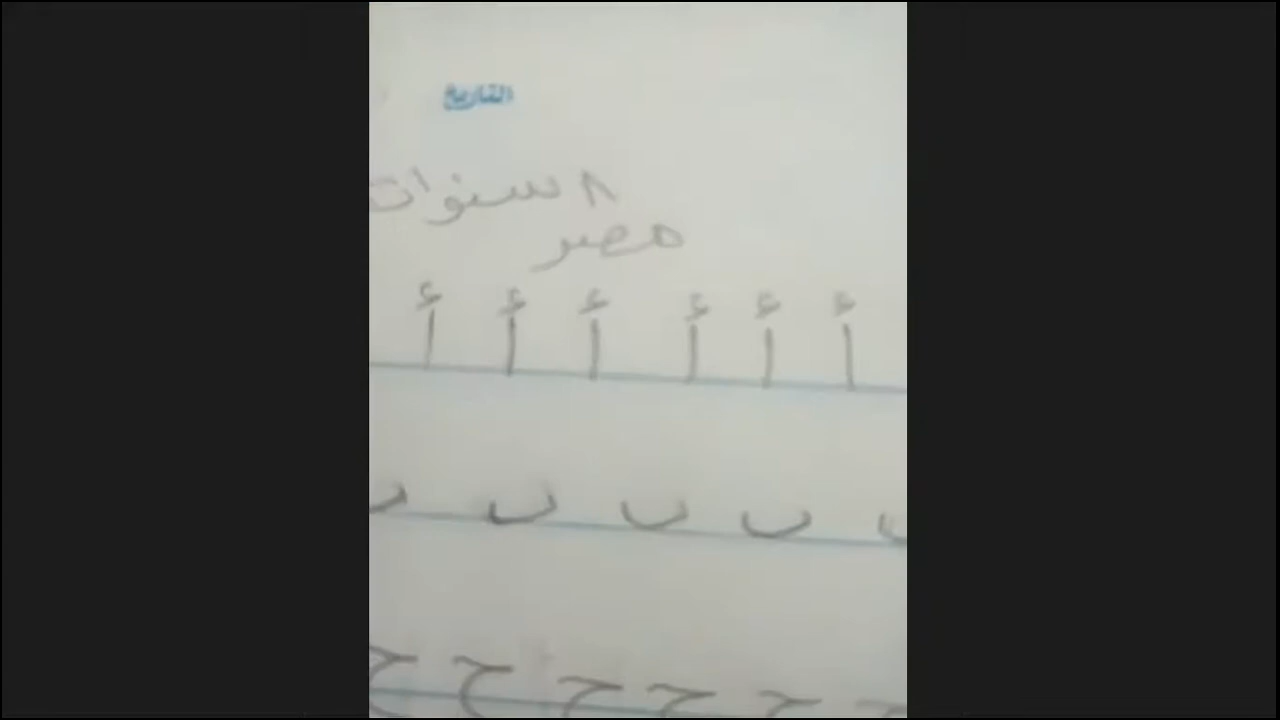 التاريخ
٨ سنوات
مصر
أ أ أ أ أ أ
ں ں ں ں ں
ح ح ح ح ح ح